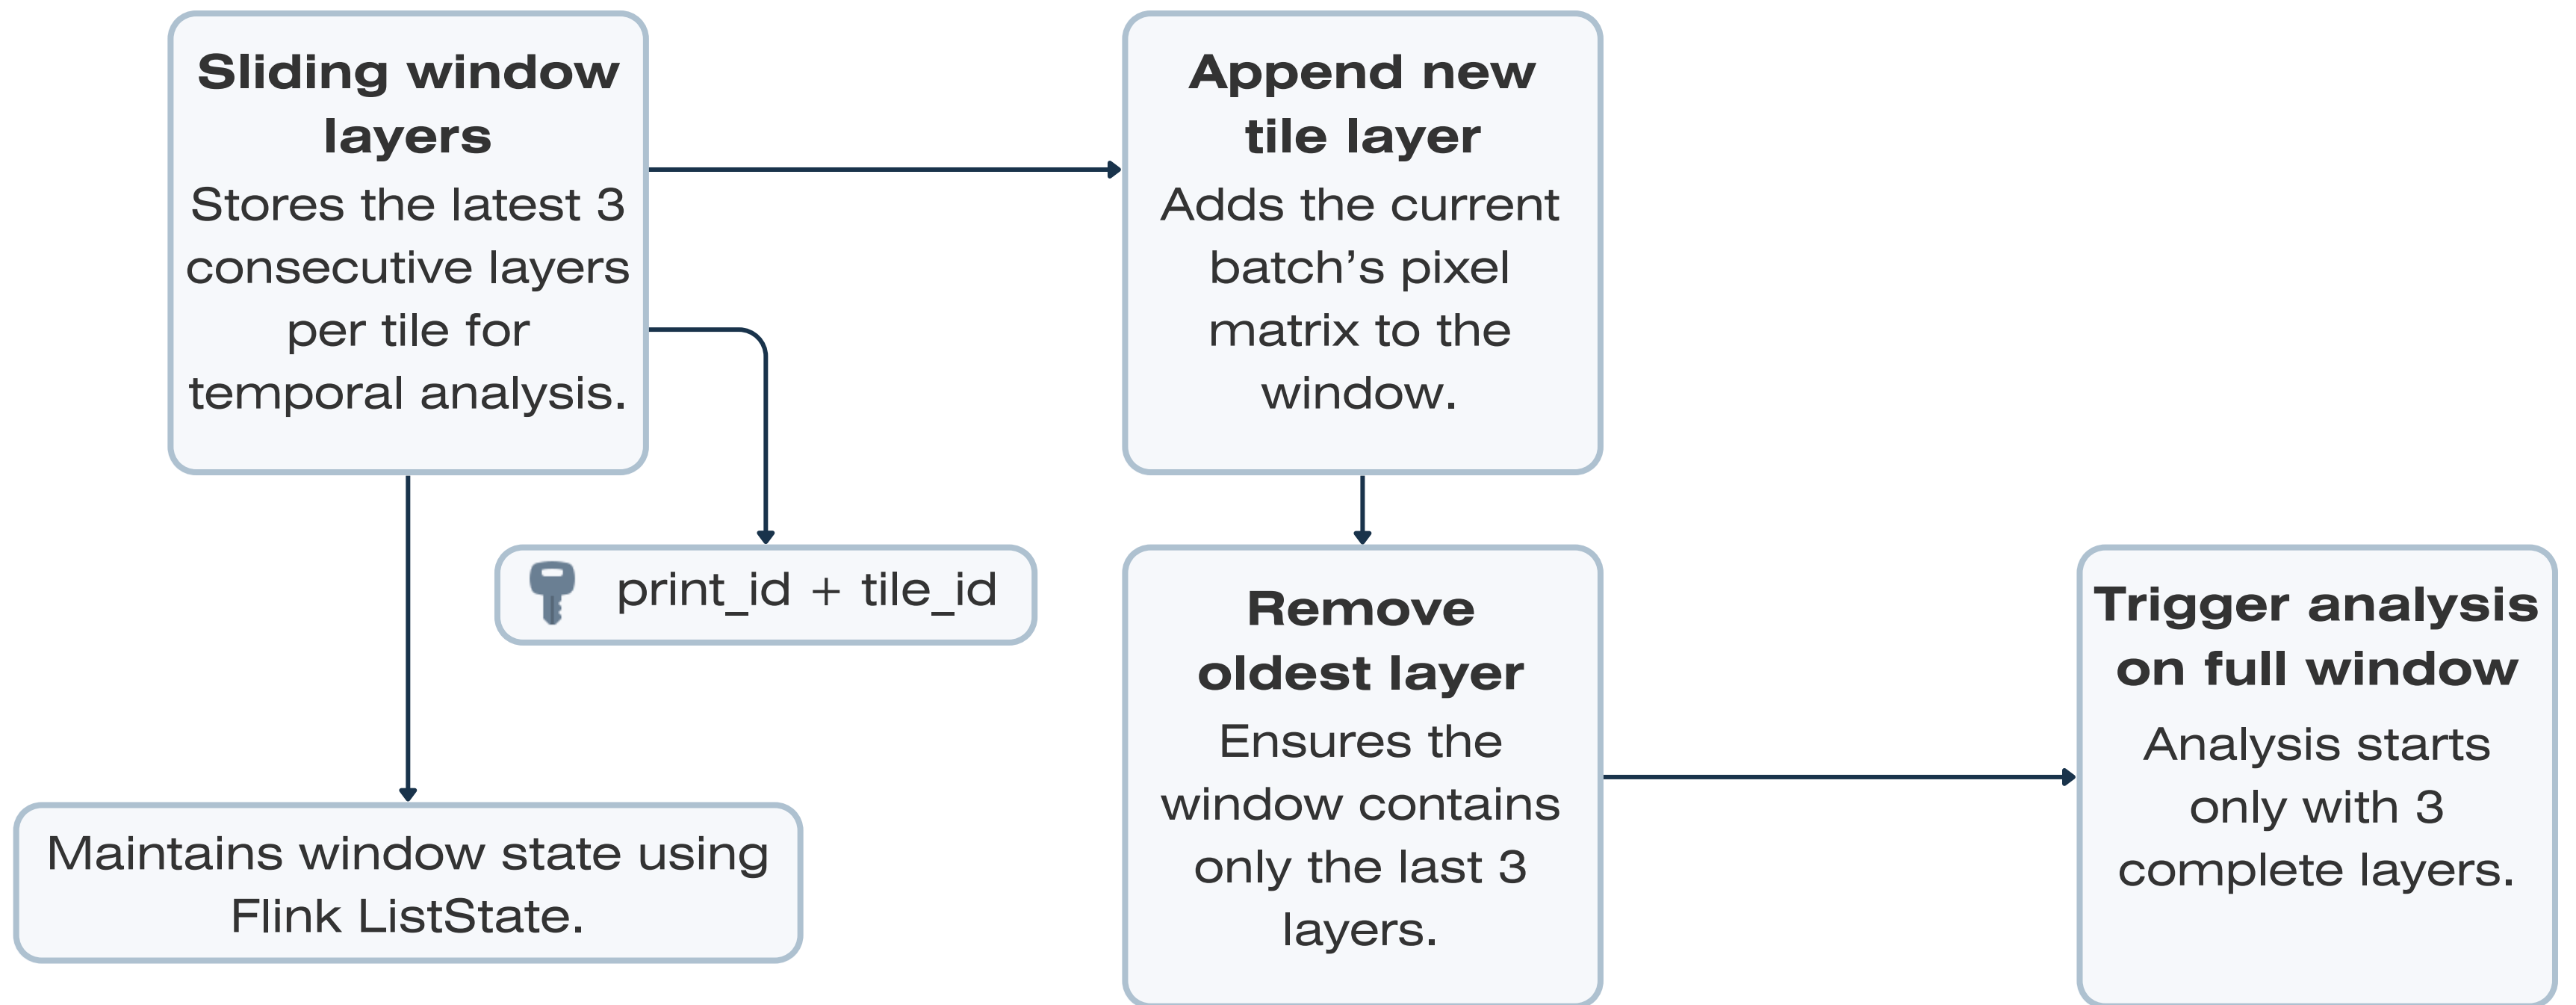 Sliding window
layers
Stores the latest 3
consecutive layers
per tile for
temporal analysis.
Append new
tile layer
Adds the current
batch’s pixel
matrix to the
window.
print_id + tile_id
Maintains window state using
Flink ListState.
Remove
oldest layer
Ensures the
window contains
only the last 3
layers.
Trigger analysis
on full window
Analysis starts
only with 3
complete layers.